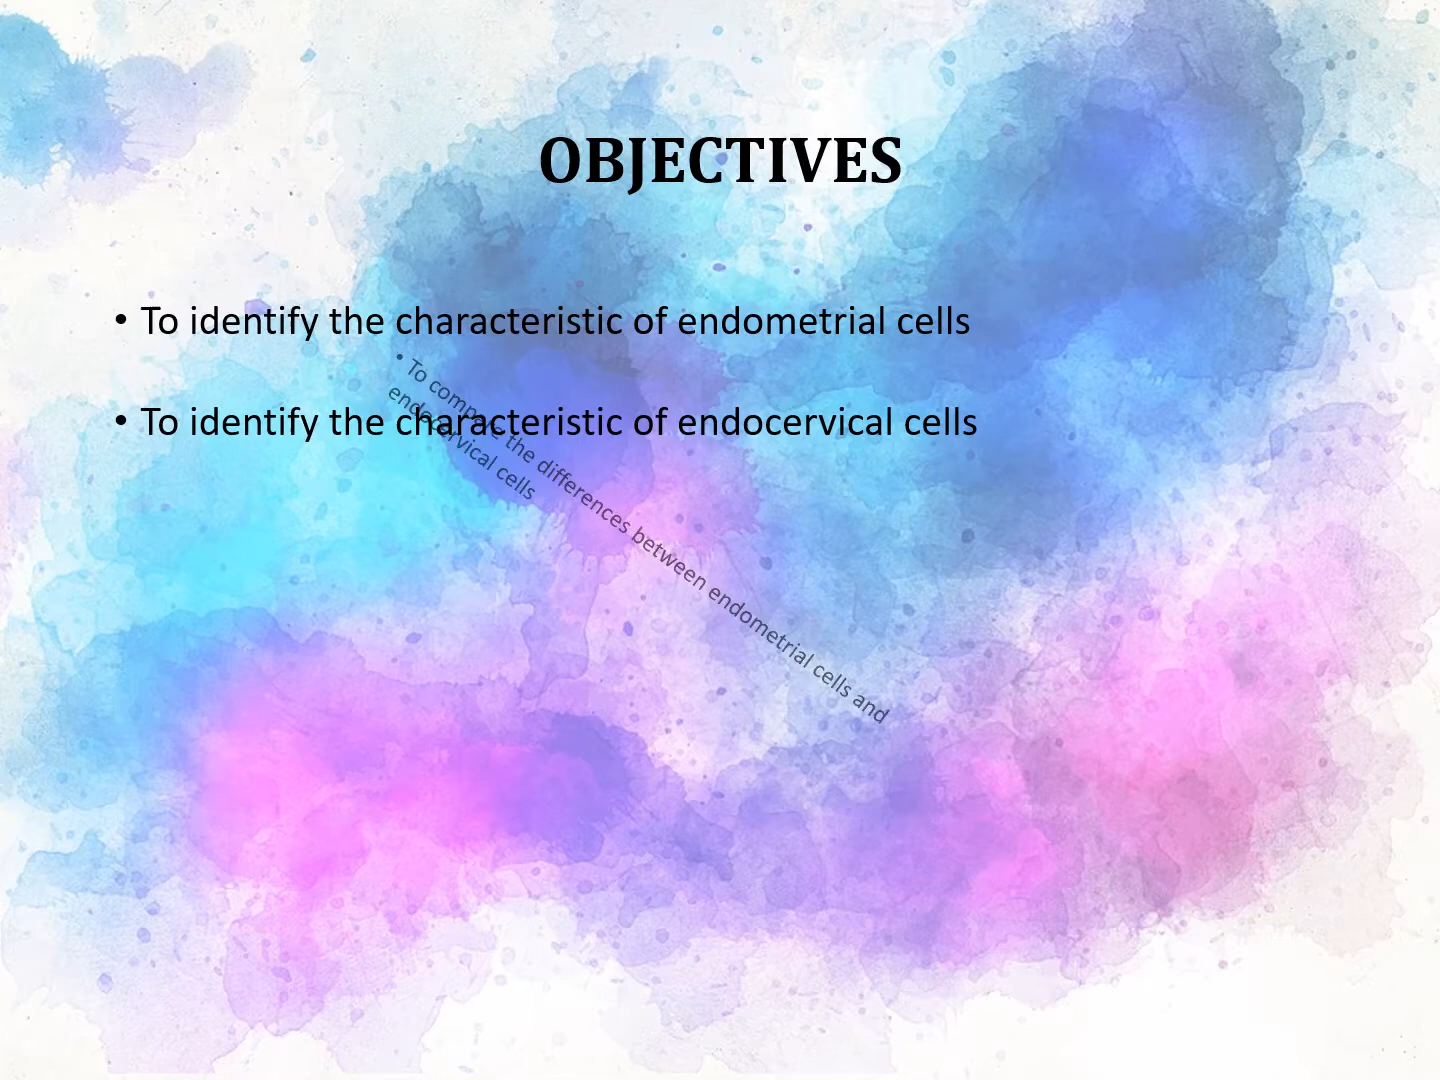 OBJECTIVES
• To identify the characteristic of endometrial cells
• To identify the characteristic of endocervical cells
• To compare the differences between endometrial cells and
endocervical cells